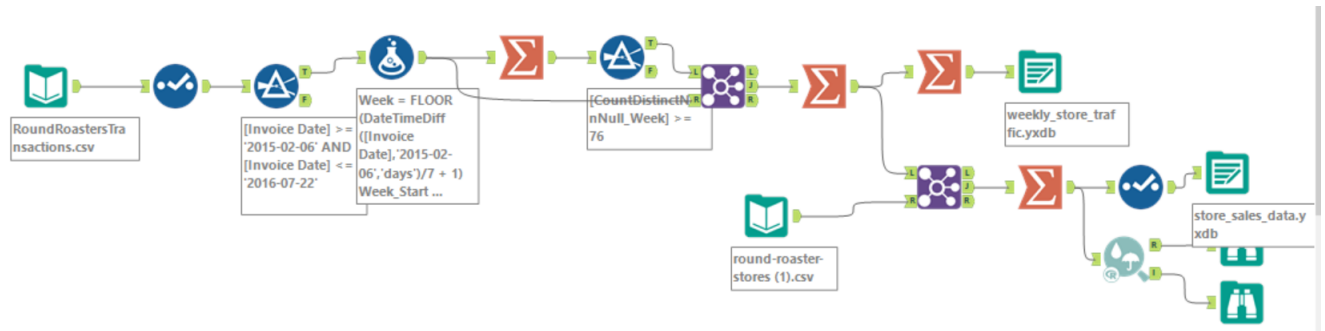 RoundRoastersTra
nsactions.csv
[Invoice Date] >=
'2015-02-06' AND
[Invoice Date] <=
'2016-07-22'
T
F
Week = FLOOR
(DateTimeDiff
([Invoice
Date],'2015-02-
06','days')/7 + 1)
Week_Start ...
T
F
[CountDistinctN
nNull_Week] >=
76
L
R
L
J
R
weekly_store_traf
fic.yxdb
round-roaster-
stores (1).csv
L
R
L
J
R
store_sales_data.y
xdb
R
R
I